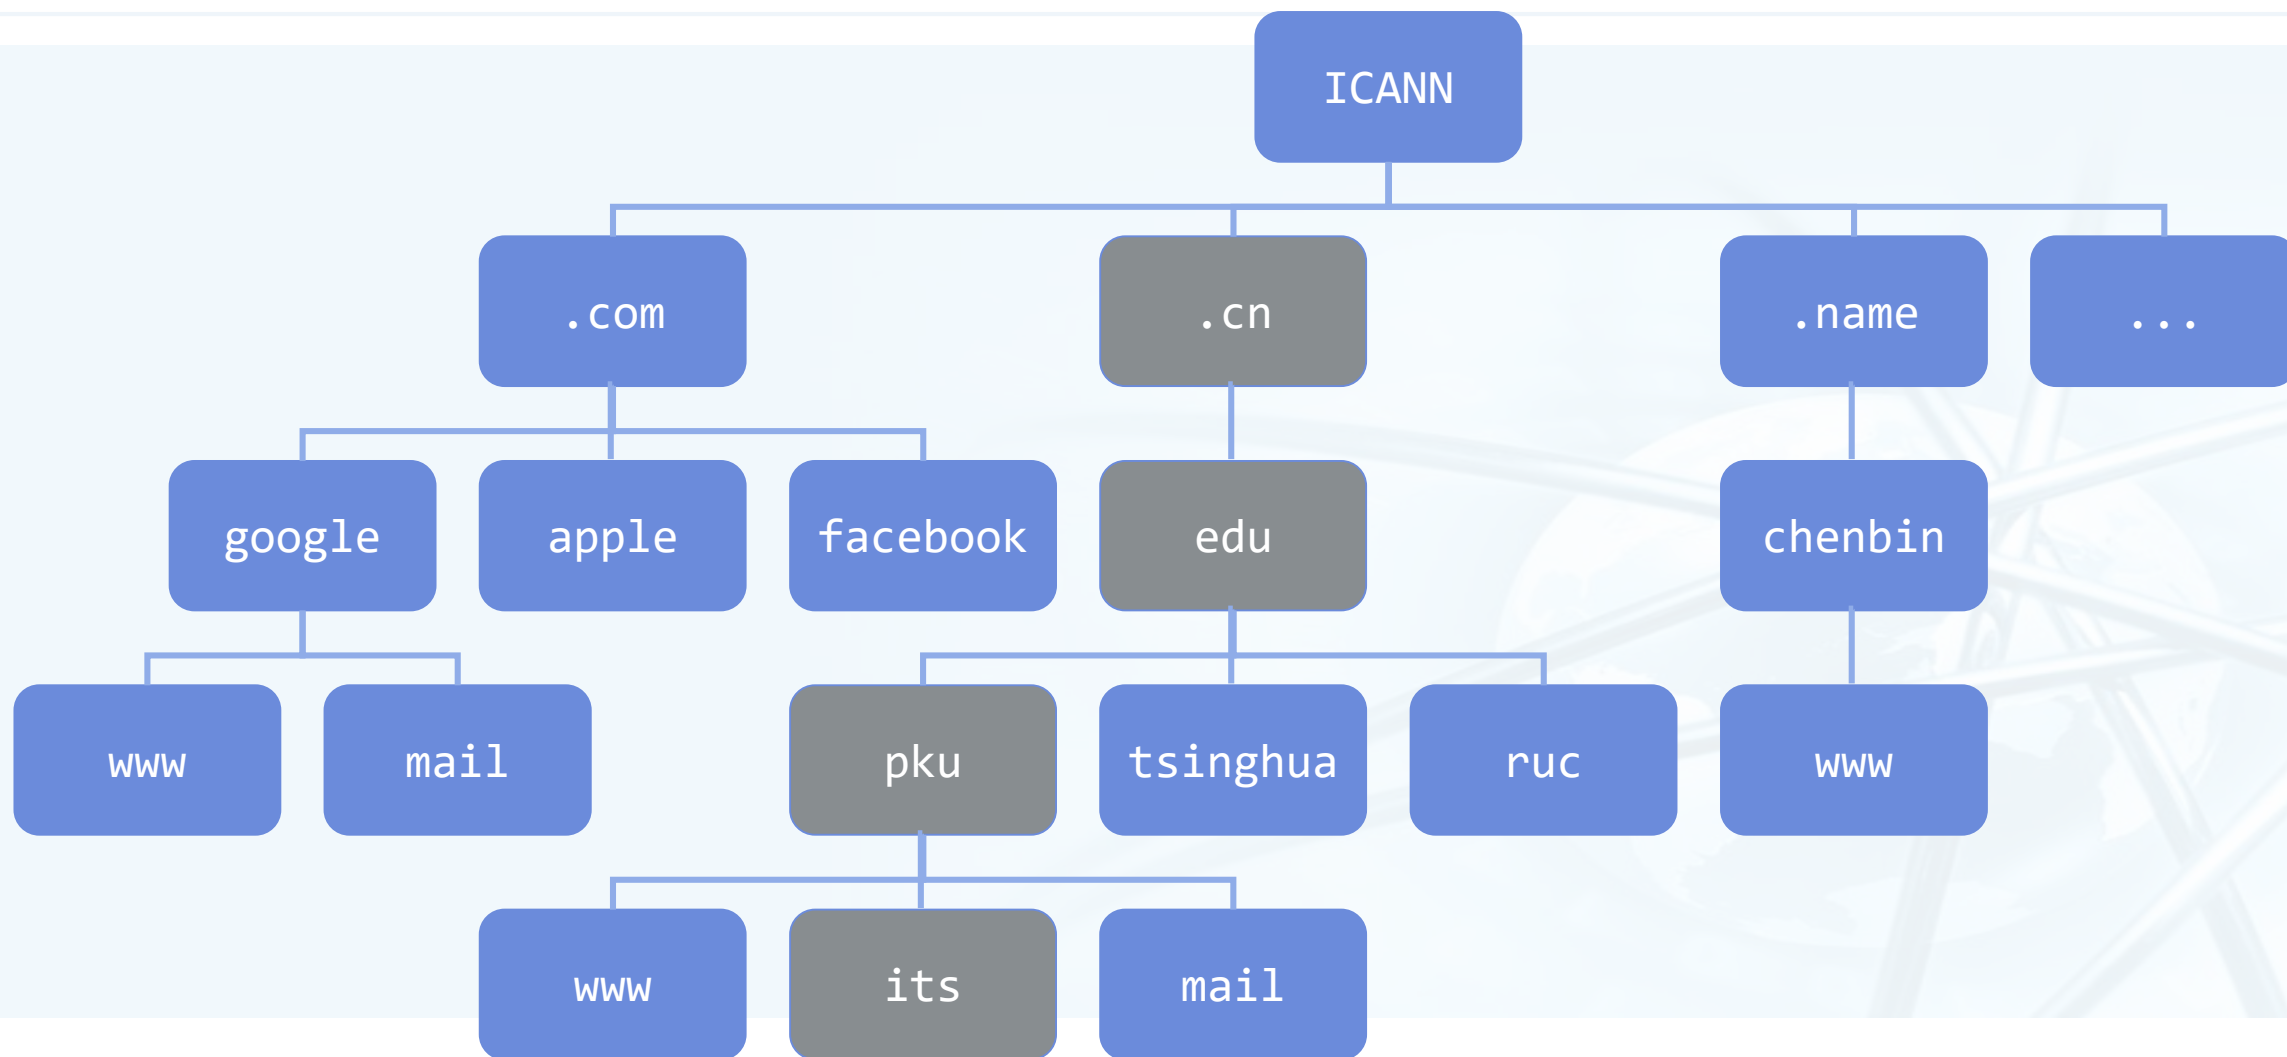 ICANN
.com
.cn
.name
...
google
apple
facebook
edu
chenbin
www
mail
pku
tsinghua
ruc
www
www
its
mail